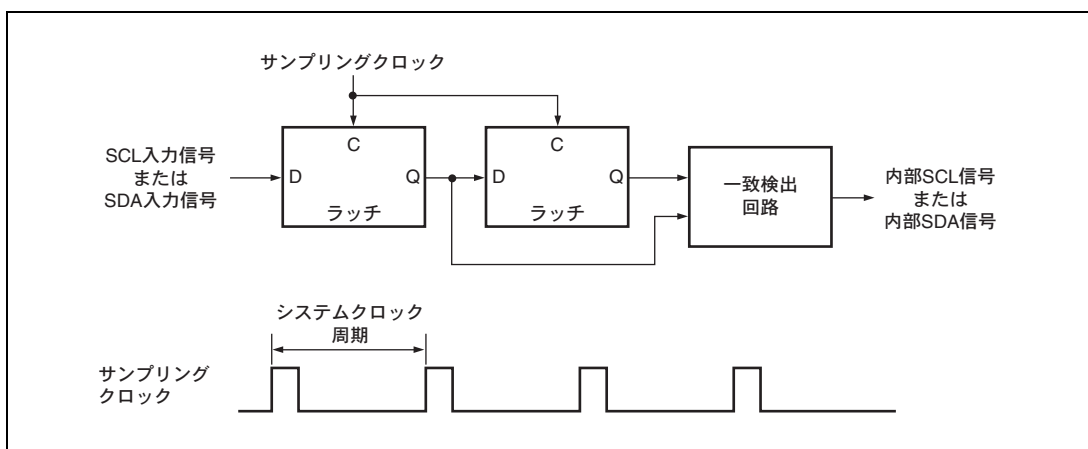 サンプリングクロック
SCL入力信号
または
SDA入力信号
C
D
Q
ラッチ
C
D
Q
ラッチ
一致検出
回路
内部SCL信号
または
内部SDA信号
システムクロック
周期
サンプリング
クロック